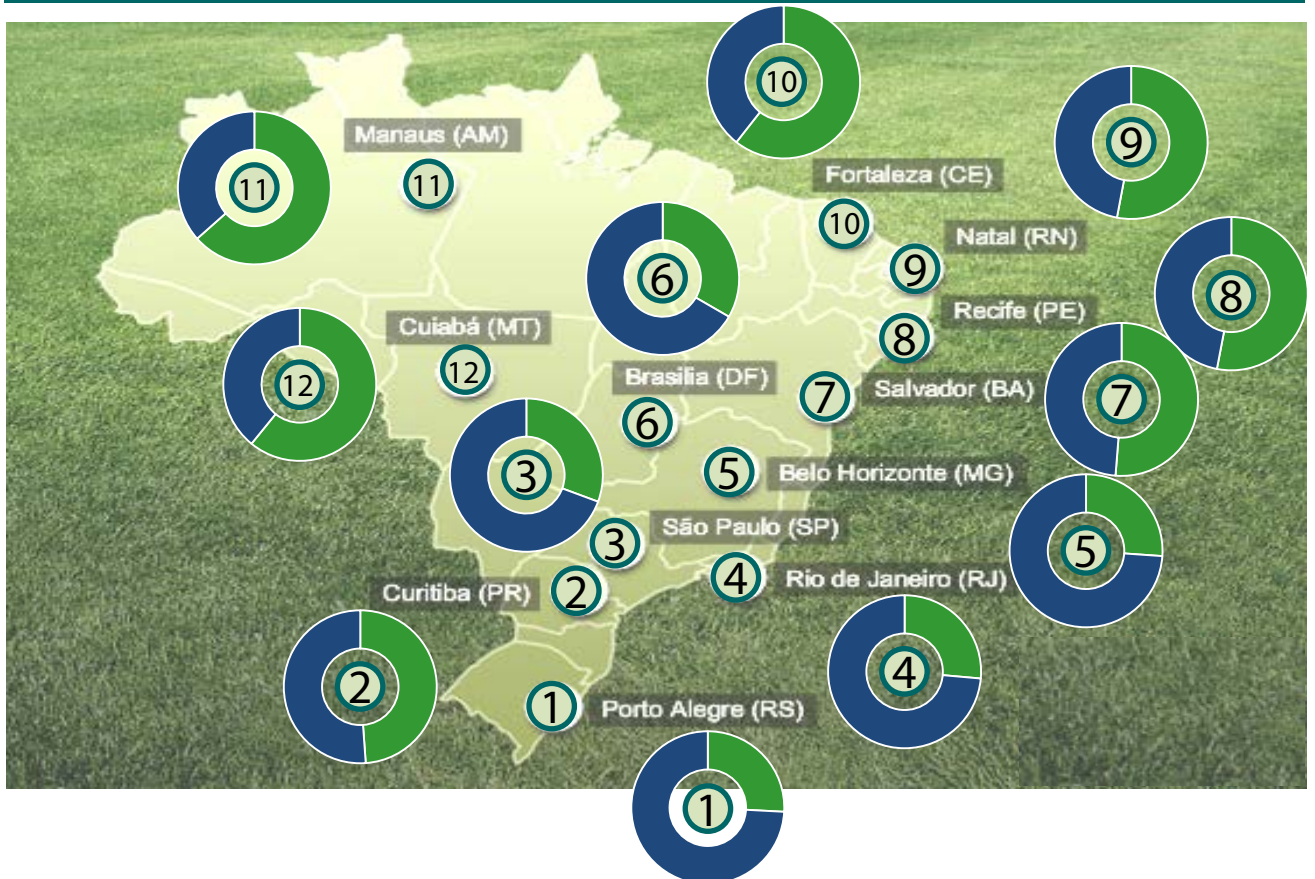 10
9
Manaus (AM)
11
11
Fortaleza (CE)
10
Natal (RN)
9
6
8
Recife (PE)
8
Cuiabá (MT)
12
12
Brasilia (DF)
6
7
Salvador (BA)
7
3
5
Belo Horizonte (MG)
São Paulo (SP)
3
5
Curitiba (PR)
2
4
Rio de Janeiro (RJ)
2
4
1
Porto Alegre (RS)
1